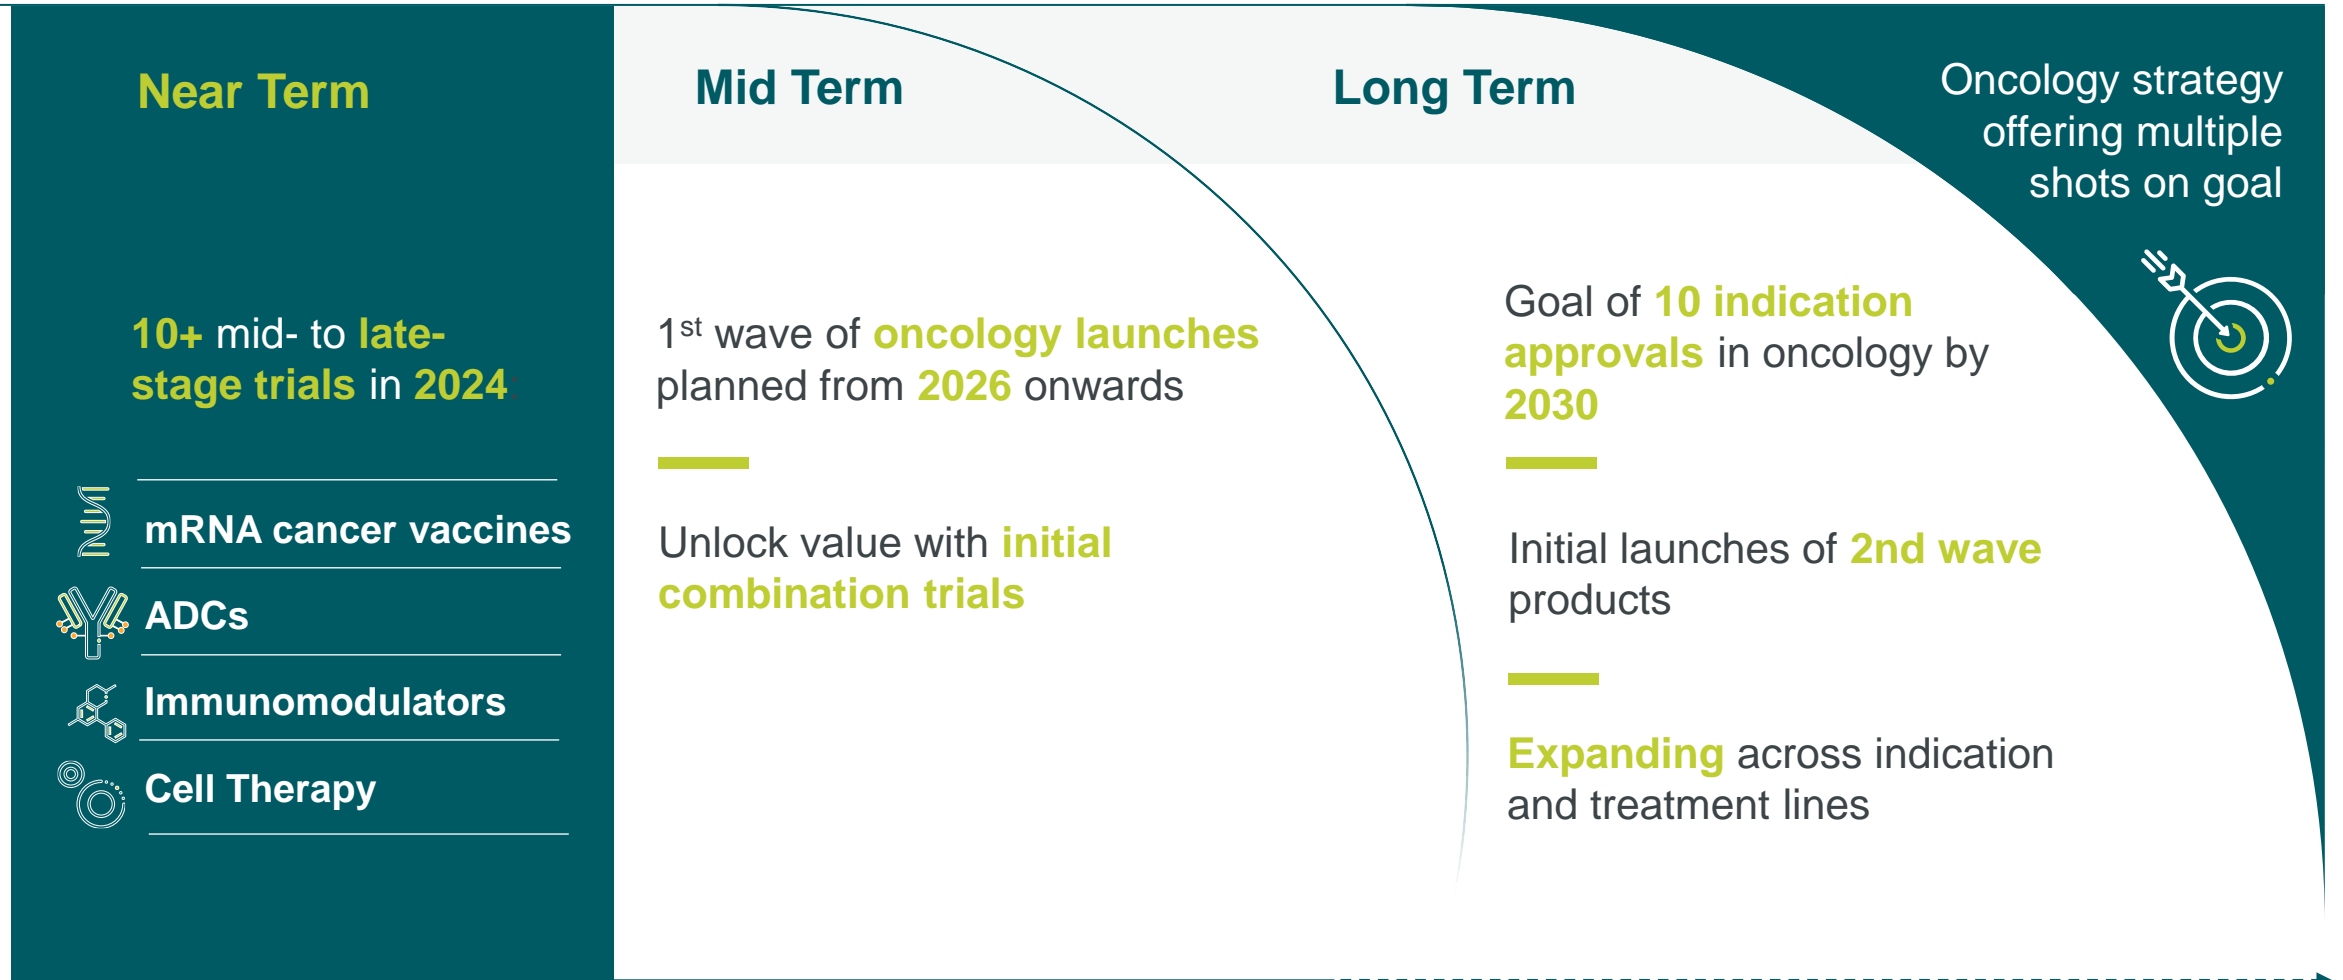 Near Term
10+ mid- to late-
stage trials in 2024:
mRNA cancer vaccines
ADCs
Immunomodulators
Cell Therapy
Mid Term
1st wave of oncology launches
planned from 2026 onwards
Unlock value with initial
combination trials
Long Term
Goal of 10 indication
approvals in oncology by
2030
Initial launches of 2nd wave
products
Expanding across indication
and treatment lines
Oncology strategy
offering multiple
shots on goal